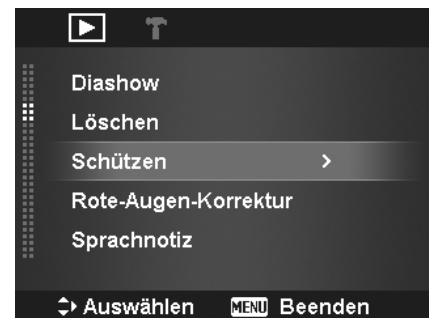 Diashow
Löschen
Schützen
Rote-Augen-Korrektur
Sprachnotiz
Auswählen MENU Beenden